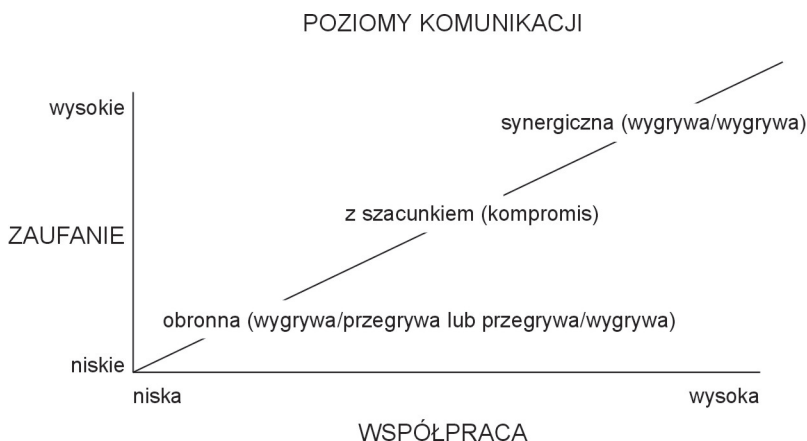 POZIOMY KOMUNIKACJI
wysokie
synergiczna (wygrywa/wygrywa)
z szacunkiem (kompromis)
ZAUFANIE
obronna (wygrywa/przegrywa lub przegrywa/wygrywa)
niskie
niska
wysoka
WSPÓŁPRACA